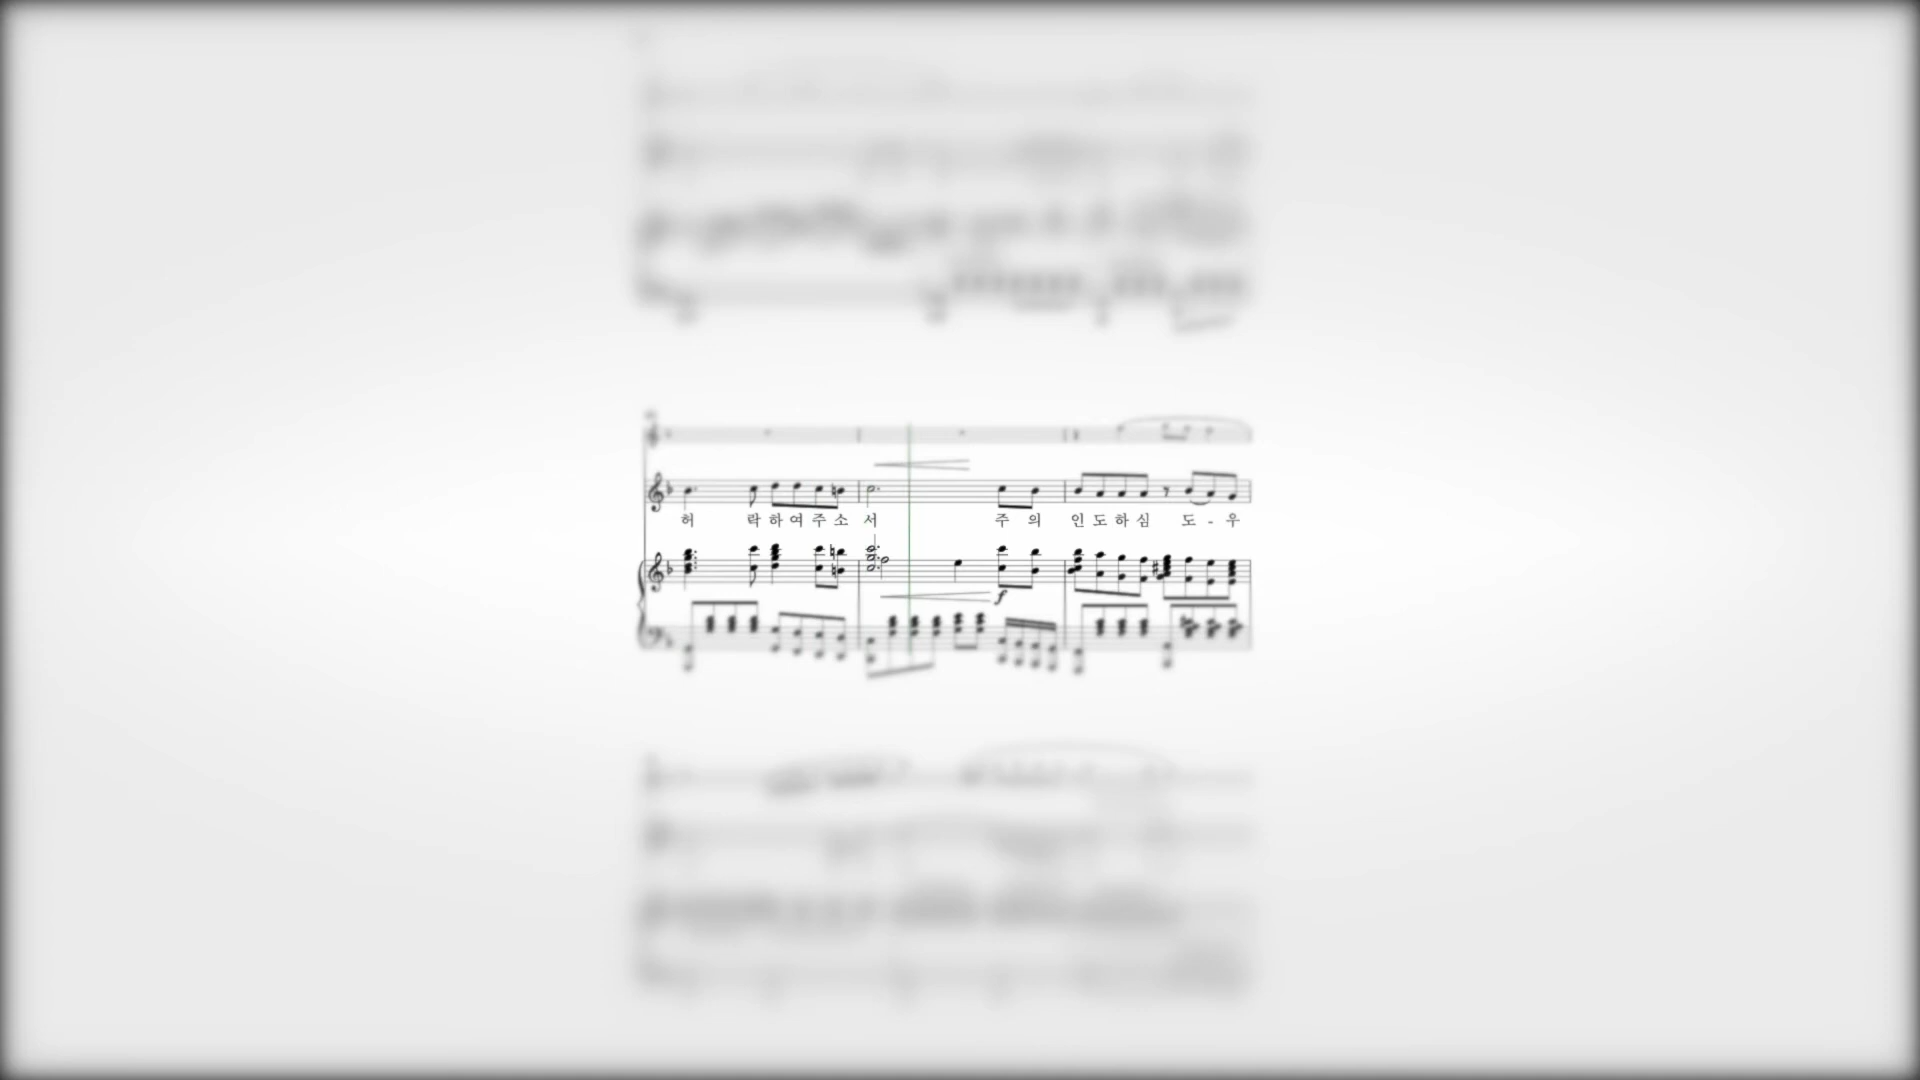 허 락 하 여 주 소 서 주 의 인 도 하 심 도 - 우
f